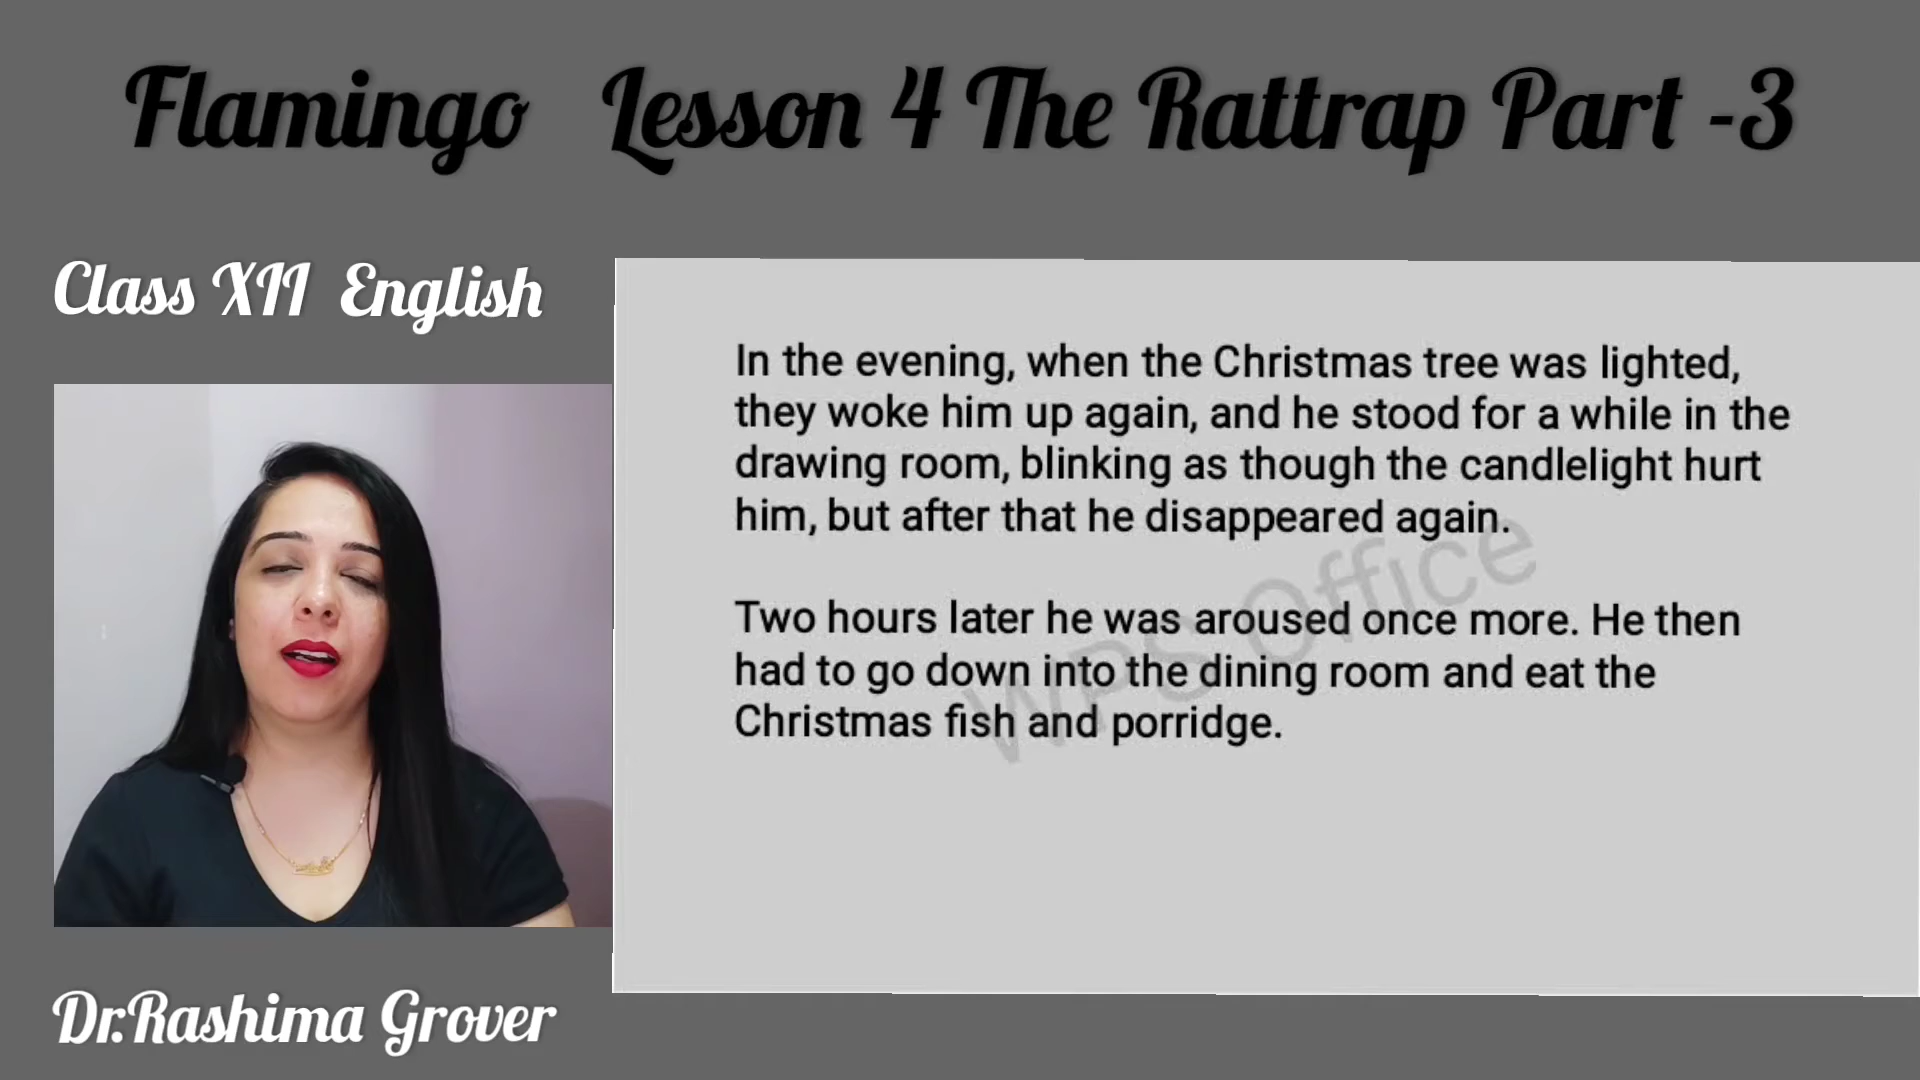 Flamingo Lesson 4 The Rattrap Part -3
Class XII English
In the evening, when the Christmas tree was lighted,
they woke him up again, and he stood for a while in the
drawing room, blinking as though the candlelight hurt
him, but after that he disappeared again.
Two hours later he was aroused once more. He then
had to go down into the dining room and eat the
Christmas fish and porridge.
WPS Office
Dr.Rashima Grover